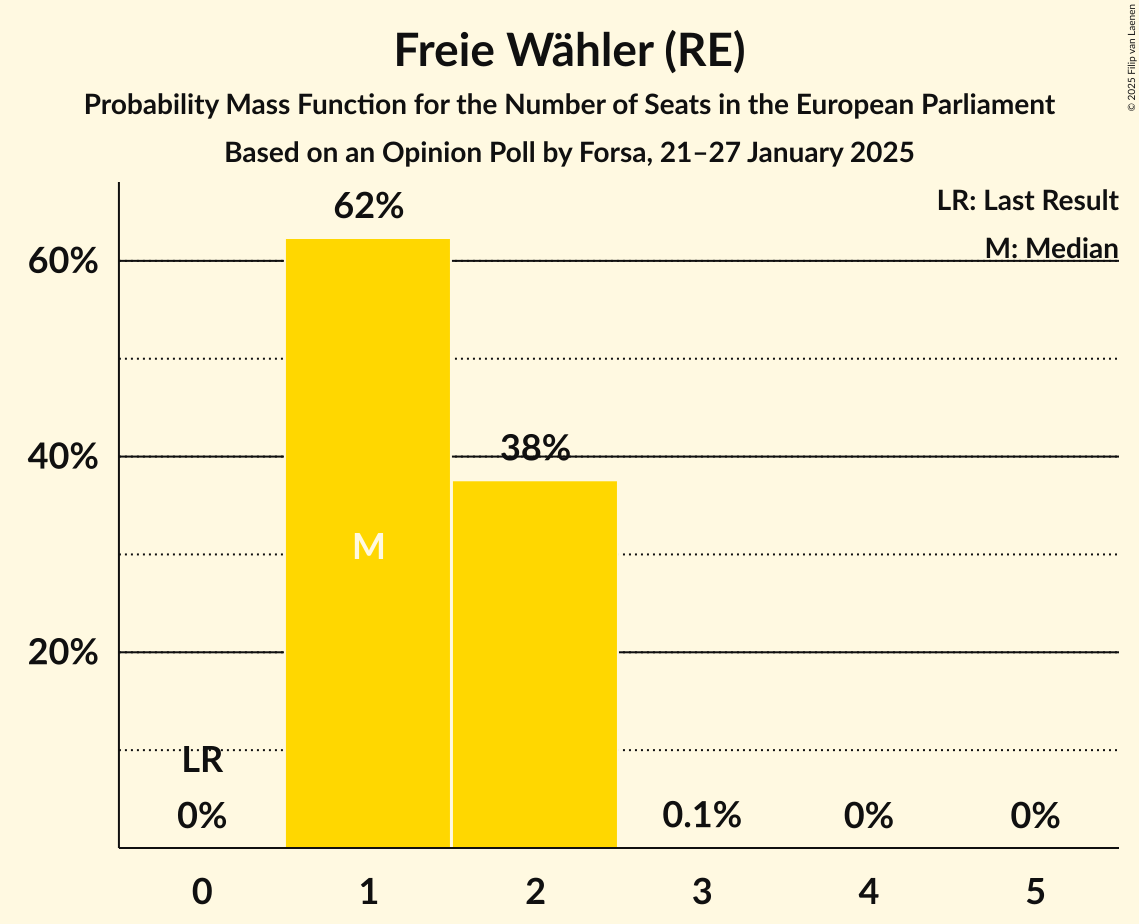 Freie Wähler (RE)
Probability Mass Function for the Number of Seats in the European Parliament
Based on an Opinion Poll by Forsa, 21–27 January 2025
© 2025 Filip van Laenen
LR: Last Result
M: Median
62%
60%
38%
40%
M
20%
LR
0%
0.1%
0%
0%
0
1
2
3
4
5